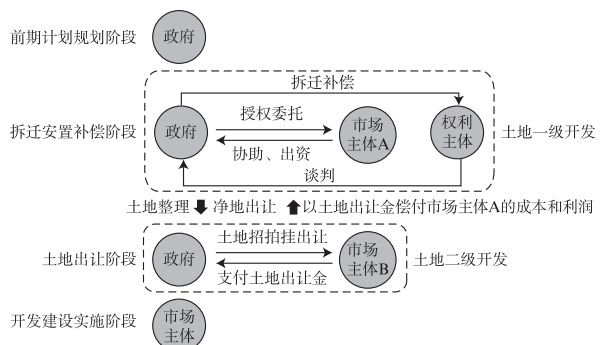 前期计划规划阶段
政府
拆迁补偿
拆迁安置补偿阶段
政府
授权委托
协助、出资
市场
主体A
权利
主体
土地一级开发
谈判
土地整理 净地出让 以土地出让金偿付市场主体A的成本和利润
土地出让阶段
政府
土地招拍挂出让
支付土地出让金
市场
主体B
土地二级开发
开发建设实施阶段
市场
主体